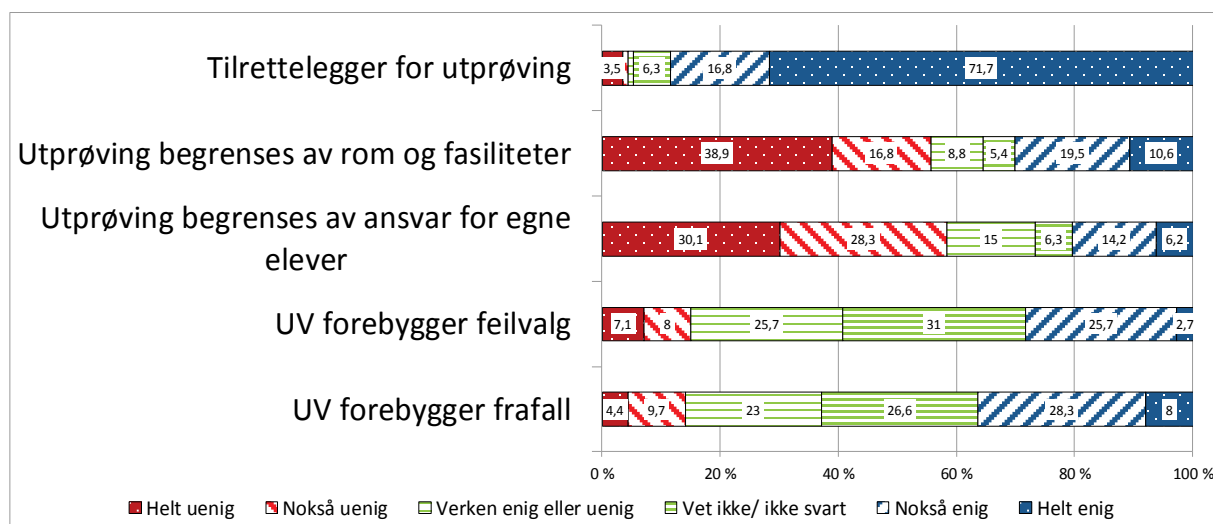 Tilrettelegger for utprøving
3,5 6,3 16,8 71,7
Utprøving begrenses av rom og fasiliteter
38,9 16,8 8,8 5,4 19,5 10,6
Utprøving begrenses av ansvar for egne
elever
30,1 28,3 15 6,3 14,2 6,2
UV forebygger feilvalg
7,1 8 25,7 31 25,7 2,7
UV forebygger frafall
4,4 9,7 23 26,6 28,3 8
0 % 20 % 40 % 60 % 80 % 100 %
Helt uenig Nokså uenig Verken enig eller uenig Vet ikke/ ikke svart Nokså enig Helt enig